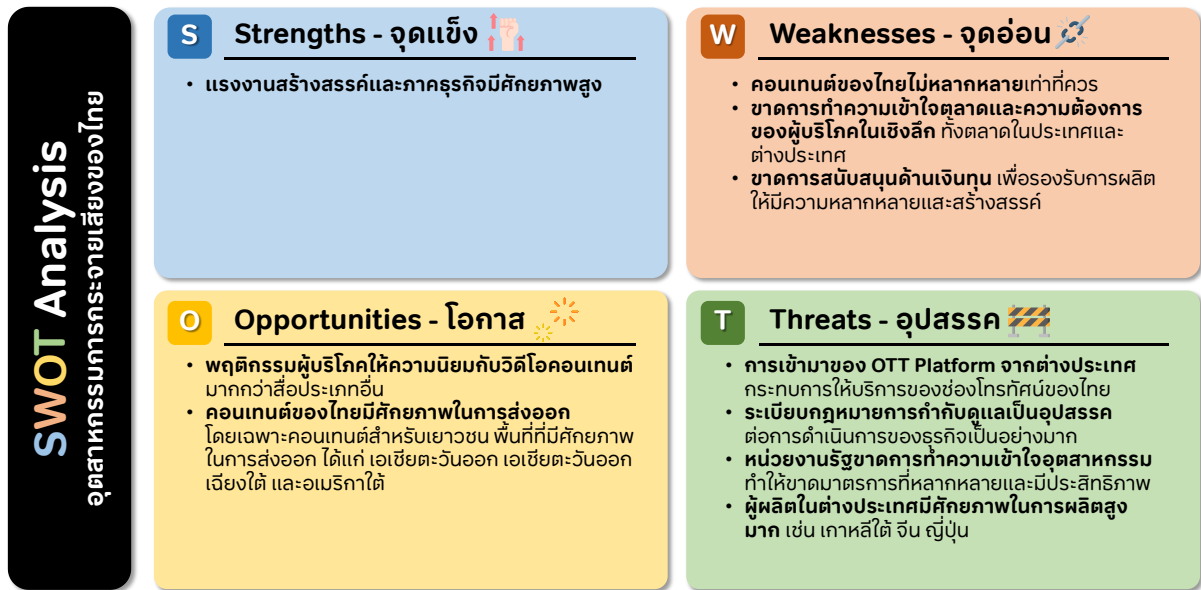 SWOT Analysis
อุตสาหกรรมการกระจายเสียงของไทย
S Strengths - จุดแข็ง
• แรงงานสร้างสรรค์และภาคธุรกิจมีศักยภาพสูง
W Weaknesses - จุดอ่อน
• คอนเทนต์ของไทยไม่หลากหลายเท่าที่ควร
• ขาดการทำความเข้าใจตลาดและความต้องการ
ของผู้บริโภคในเชิงลึก ทั้งตลาดในประเทศและ
ต่างประเทศ
• ขาดการสนับสนุนด้านเงินทุน เพื่อรองรับการผลิต
ให้มีความหลากหลายแสะสร้างสรรค์
O Opportunities - โอกาส
• พฤติกรรมผู้บริโภคให้ความนิยมกับวิดีโอคอนเทนต์
มากกว่าสื่อประเภทอื่น
• คอนเทนต์ของไทยมีศักยภาพในการส่งออก
โดยเฉพาะคอนเทนต์สำหรับเยาวชน พื้นที่ที่มีศักยภาพ
ในการส่งออก ได้แก่ เอเชียตะวันออก เอเชียตะวันออก
เฉียงใต้ และอเมริกาใต้
T Threats - อุปสรรค
• การเข้ามาของ OTT Platform จากต่างประเทศ
กระทบการให้บริการของช่องโทรทัศน์ของไทย
• ระเบียบกฎหมายการกำกับดูแลเป็นอุปสรรค
ต่อการดำเนินการของธุรกิจเป็นอย่างมาก
• หน่วยงานรัฐขาดการทำความเข้าใจอุตสาหกรรม
ทำให้ขาดมาตรการที่หลากหลายและมีประสิทธิภาพ
• ผู้ผลิตในต่างประเทศมีศักยภาพในการผลิตสูง
มาก เช่น เกาหลีใต้ จีน ญี่ปุ่น